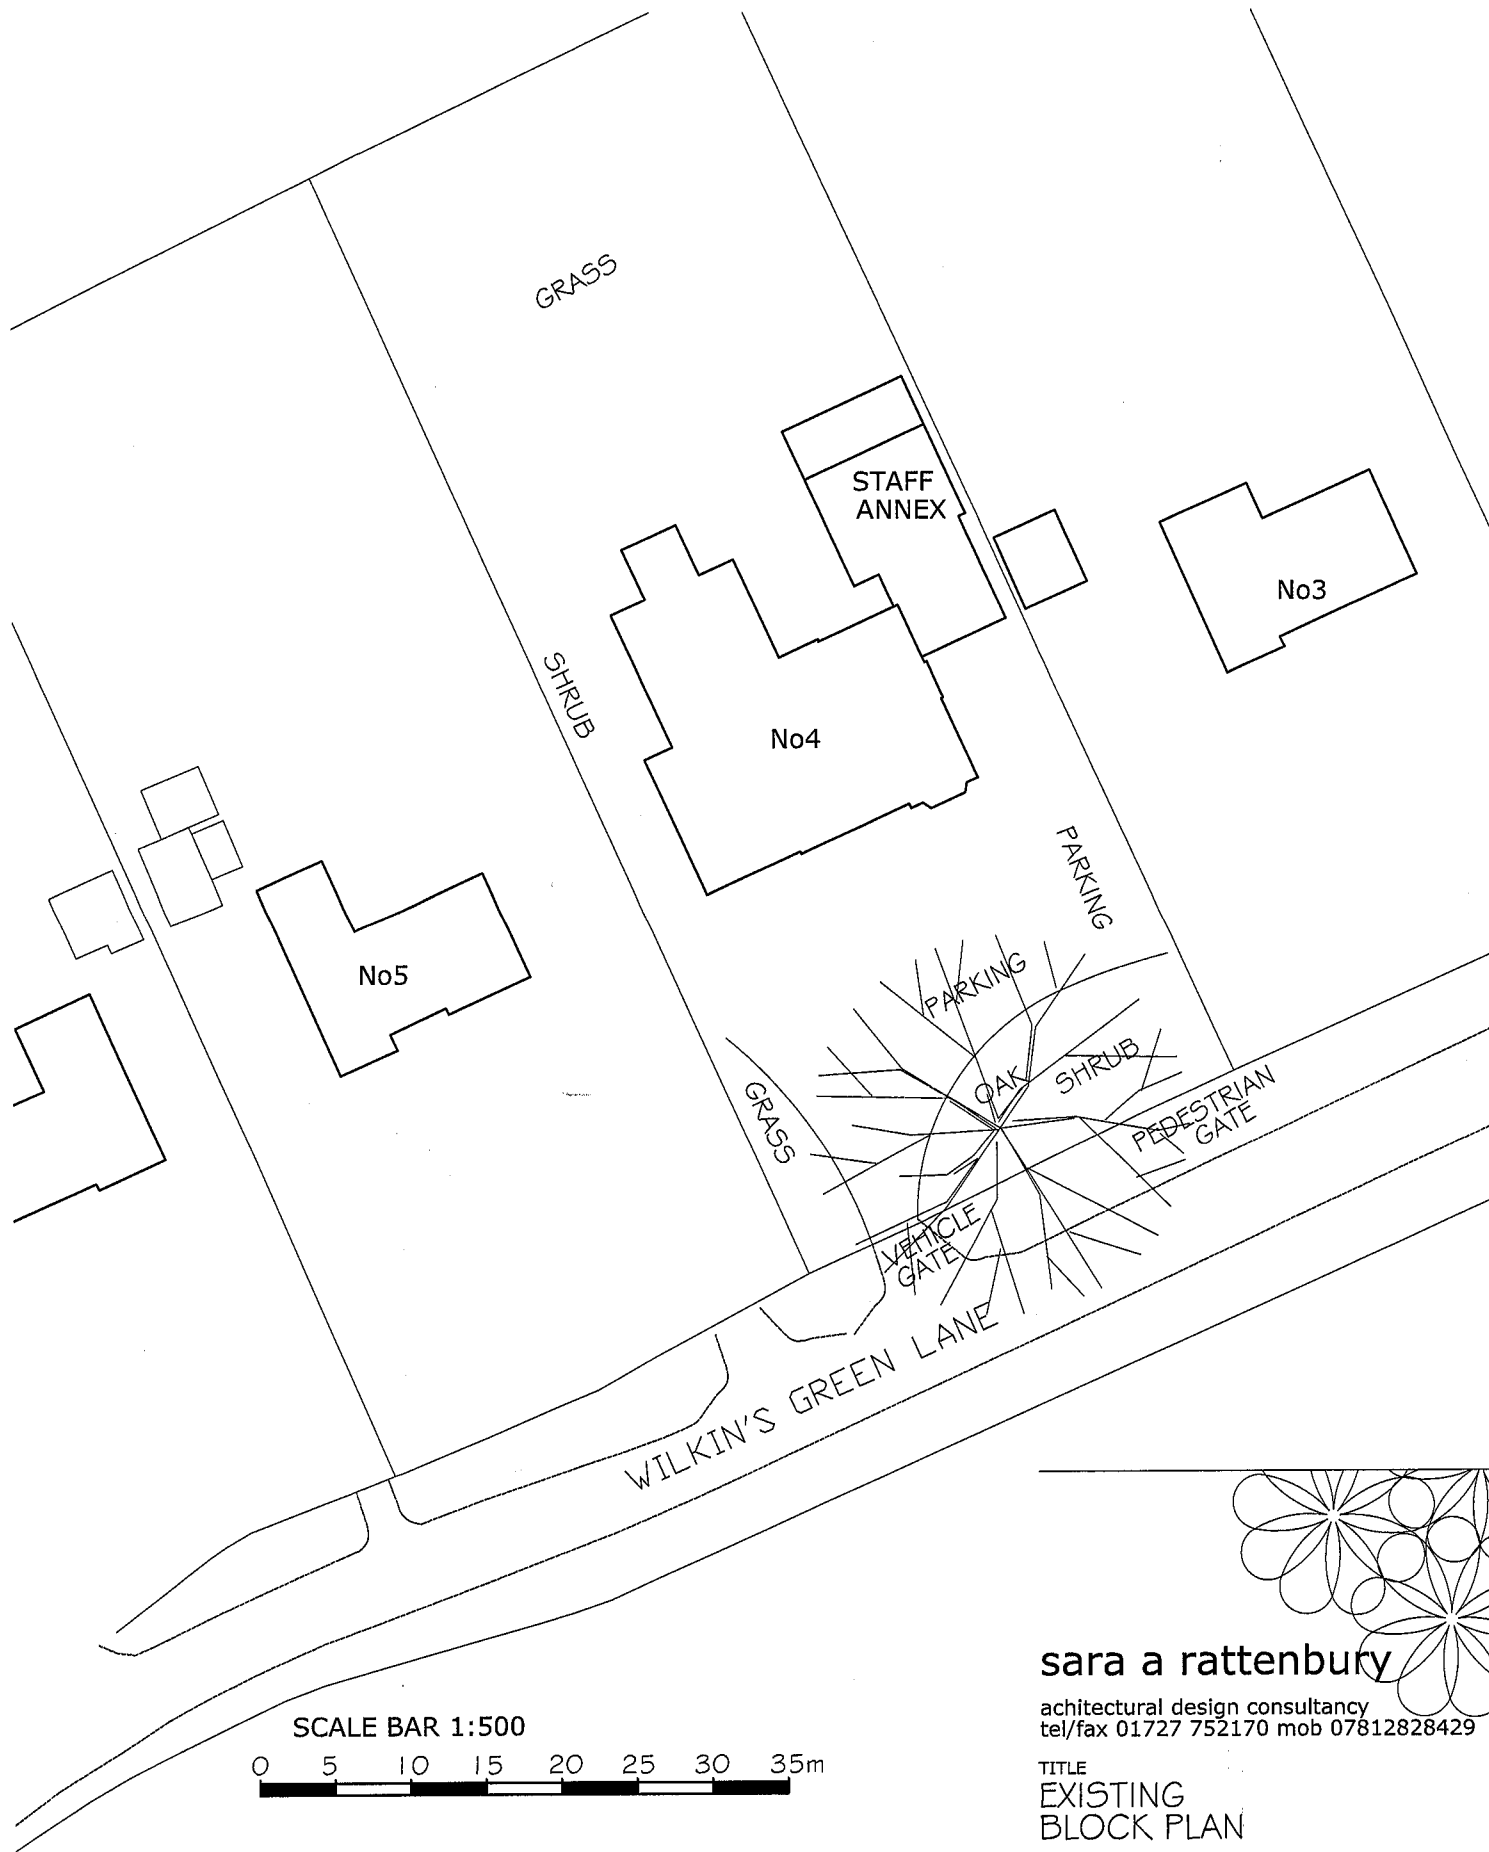 GRASS
STAFF
ANNEX
No3
SHRUB
No4
PARKING
No5
PARKING
OAK
SHRUB
GRASS
PEDESTRIAN
GATE
VEHICLE
GATE
WILKIN'S GREEN LANE
sara a rattenbury
achitectural design consultancy
tel/fax 01727 752170 mob 07812828429
SCALE BAR 1:500
0 5 10 15 20 25 30 35m
TITLE
EXISTING
BLOCK PLAN